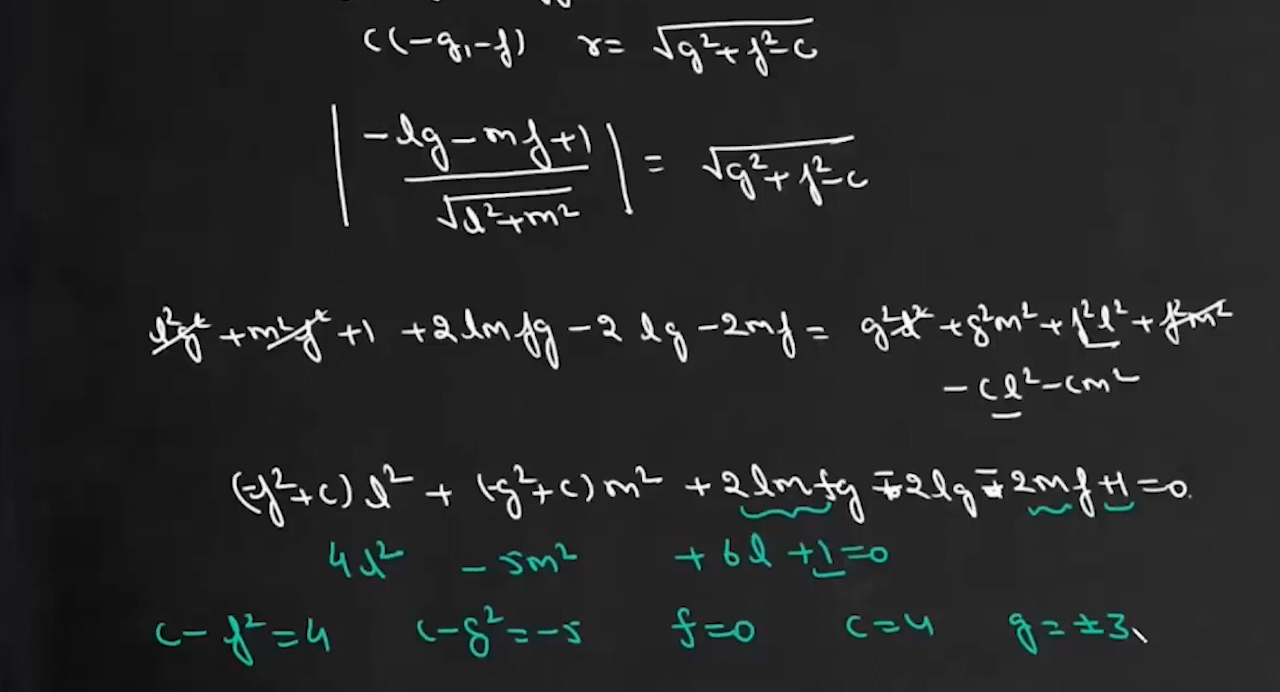 C(-g,-f) r= √g²+f²-c
| -lg-mf+1 / √l²+m² | = √g²+f²-c
l²g² +m²f² +1 +2lmfg -2lg -2mf = g²l² +g²m² +f²l² +f²m²
-cl²-cm²
(-f²+c)l² + (-g²+c)m² +2lmfg -2lg -2mf+1=0
4l² -5m² +6l +1=0
c-f²=4 c-g²=-5 f=0 c=4 g=±3